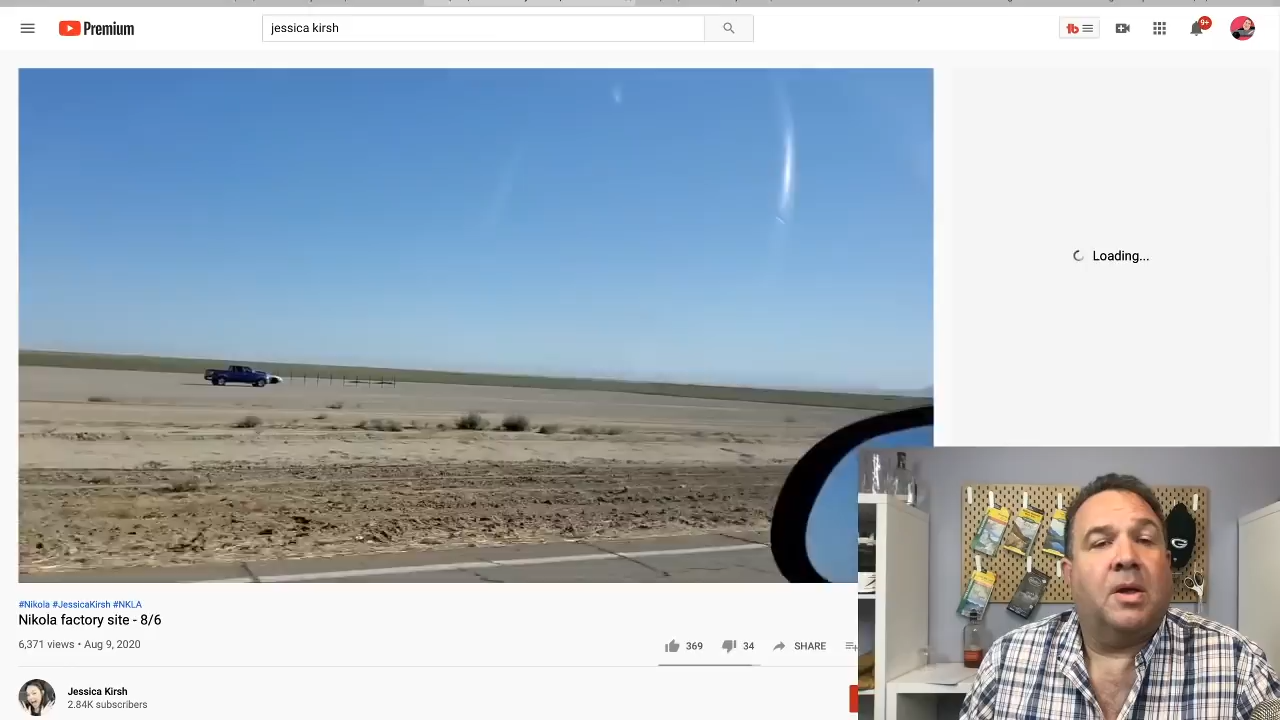 Premium
jessica kirsh
9+
Loading...
G
#Nikola #JessicaKirsh #NKLA
Nikola factory site - 8/6
6,371 views • Aug 9, 2020
369
34
SHARE
Jessica Kirsh
2.84K subscribers